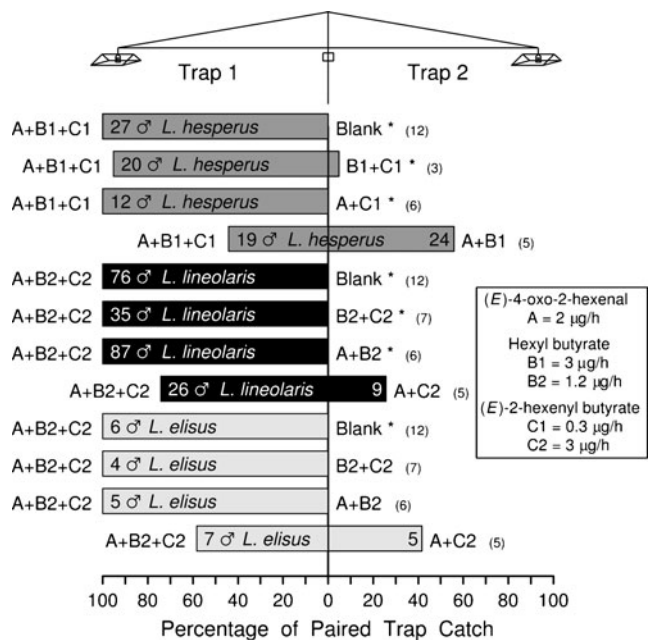 Trap 1 Trap 2
A+B1+C1 27 ♂ L. hesperus Blank * (12)
A+B1+C1 20 ♂ L. hesperus B1+C1 * (3)
A+B1+C1 12 ♂ L. hesperus A+C1 * (6)
A+B1+C1 19 ♂ L. hesperus 24 A+B1 (5)
A+B2+C2 76 ♂ L. lineolaris Blank * (12)
A+B2+C2 35 ♂ L. lineolaris B2+C2 * (7)
A+B2+C2 87 ♂ L. lineolaris A+B2 * (6)
A+B2+C2 26 ♂ L. lineolaris 9 A+C2 (5)
A+B2+C2 6 ♂ L. elisus Blank * (12)
A+B2+C2 4 ♂ L. elisus B2+C2 (7)
A+B2+C2 5 ♂ L. elisus A+B2 (6)
A+B2+C2 7 ♂ L. elisus 5 A+C2 (5)
(E)-4-oxo-2-hexenal
A = 2 µg/h
Hexyl butyrate
B1 = 3 µg/h
B2 = 1.2 µg/h
(E)-2-hexenyl butyrate
C1 = 0.3 µg/h
C2 = 3 µg/h
100 80 60 40 20 0 20 40 60 80 100
Percentage of Paired Trap Catch